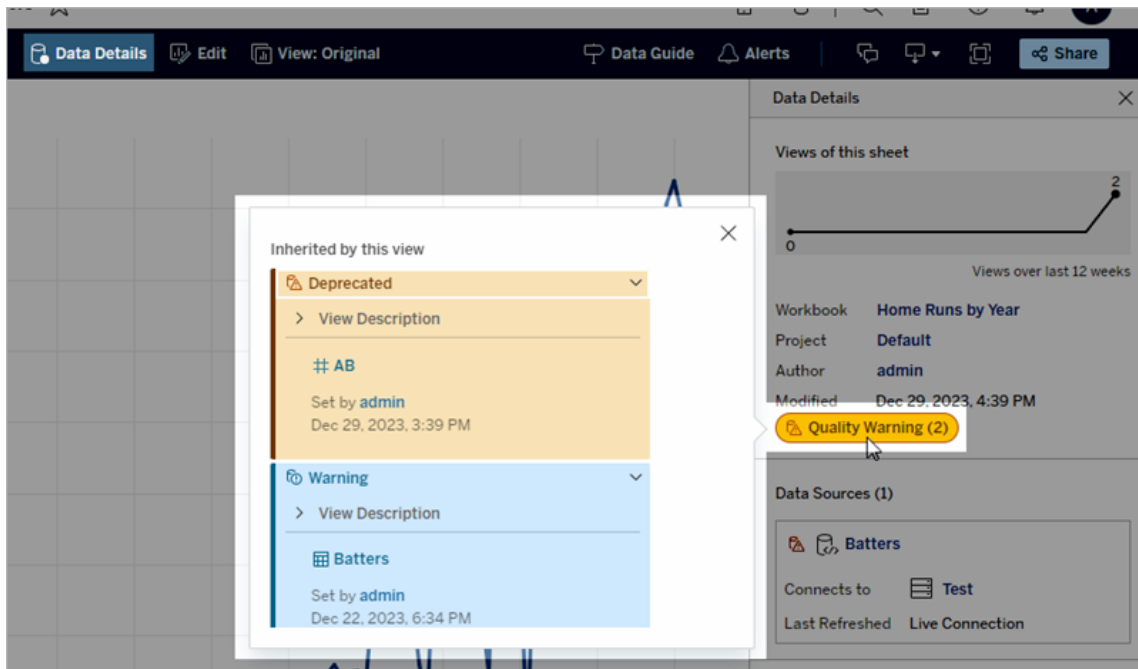 Data Details
Edit
View: Original
Data Guide
Alerts
Share
Data Details
Views of this sheet
2
0
Views over last 12 weeks
Workbook Home Runs by Year
Project Default
Author admin
Modified Dec 29, 2023, 4:39 PM
Quality Warning (2)
Inherited by this view
Deprecated
View Description
AB
Set by admin
Dec 29, 2023, 3:39 PM
Warning
View Description
Batters
Set by admin
Dec 22, 2023, 6:34 PM
Data Sources (1)
Batters
Connects to Test
Last Refreshed Live Connection